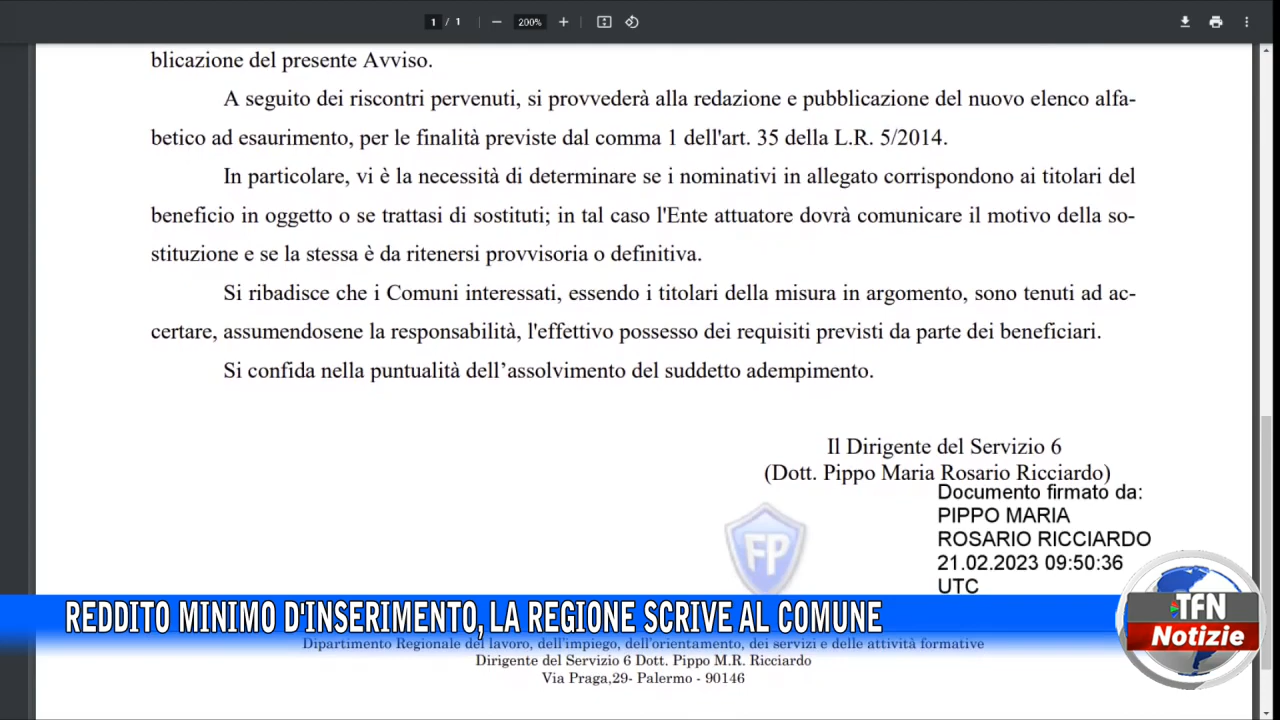 1 / 1
200%
blicazione del presente Avviso.
A seguito dei riscontri pervenuti, si provvederà alla redazione e pubblicazione del nuovo elenco alfa-
betico ad esaurimento, per le finalità previste dal comma 1 dell'art. 35 della L.R. 5/2014.
In particolare, vi è la necessità di determinare se i nominativi in allegato corrispondono ai titolari del
beneficio in oggetto o se trattasi di sostituti; in tal caso l'Ente attuatore dovrà comunicare il motivo della so-
stituzione e se la stessa è da ritenersi provvisoria o definitiva.
Si ribadisce che i Comuni interessati, essendo i titolari della misura in argomento, sono tenuti ad ac-
certare, assumendosene la responsabilità, l'effettivo possesso dei requisiti previsti da parte dei beneficiari.
Si confida nella puntualità dell’assolvimento del suddetto adempimento.
Il Dirigente del Servizio 6
(Dott. Pippo Maria Rosario Ricciardo)
Documento firmato da:
PIPPO MARIA
ROSARIO RICCIARDO
21.02.2023 09:50:36
UTC
FP
REDDITO MINIMO D'INSERIMENTO, LA REGIONE SCRIVE AL COMUNE
TFN
Notizie
Dipartimento Regionale del lavoro, dell'impiego, dell'orientamento, dei servizi e delle attività formative
Dirigente del Servizio 6 Dott. Pippo M.R. Ricciardo
Via Praga,29- Palermo - 90146